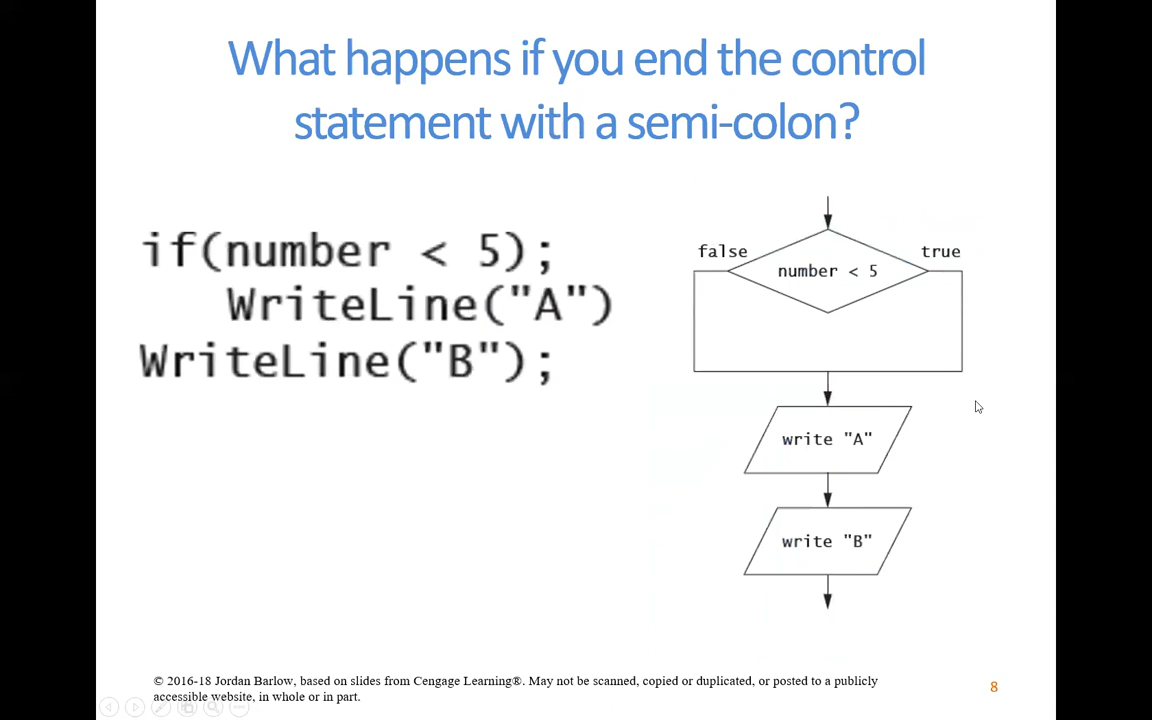 What happens if you end the control
statement with a semi-colon?
if(number < 5);
WriteLine("A")
WriteLine("B");
false
true
number < 5
write "A"
write "B"
© 2016-18 Jordan Barlow, based on slides from Cengage Learning®. May not be scanned, copied or duplicated, or posted to a publicly
accessible website, in whole or in part.
8